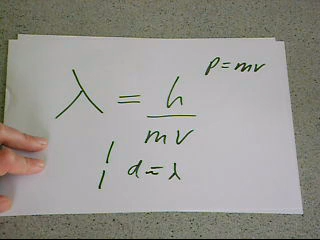 p = mv
λ = h/mv
d = λ